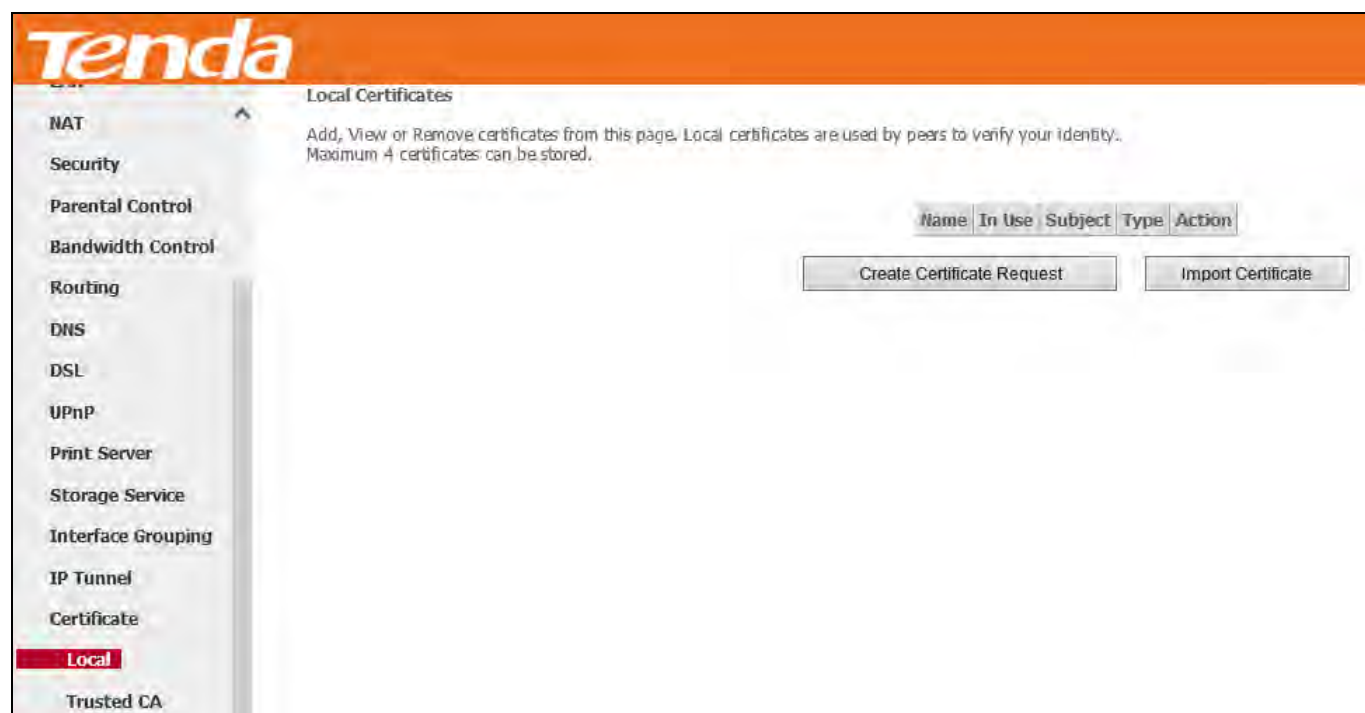 Tenda
NAT
Security
Parental Control
Bandwidth Control
Routing
DNS
DSL
UPnP
Print Server
Storage Service
Interface Grouping
IP Tunnel
Certificate
Local
Trusted CA
Local Certificates
Add, View or Remove certificates from this page. Local certificates are used by peers to verify your identity.
Maximum 4 certificates can be stored.
Name In Use Subject Type Action
Create Certificate Request Import Certificate